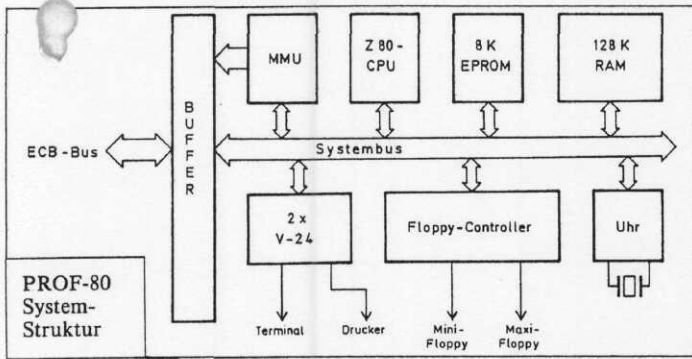 MMU
Z 80-
CPU
8 K
EPROM
128 K
RAM
BUFFER
ECB-Bus
Systembus
2 x
V-24
Floppy-Controller
Uhr
PROF-80
System-
Struktur
Terminal
Drucker
Mini-
Floppy
Maxi-
Floppy